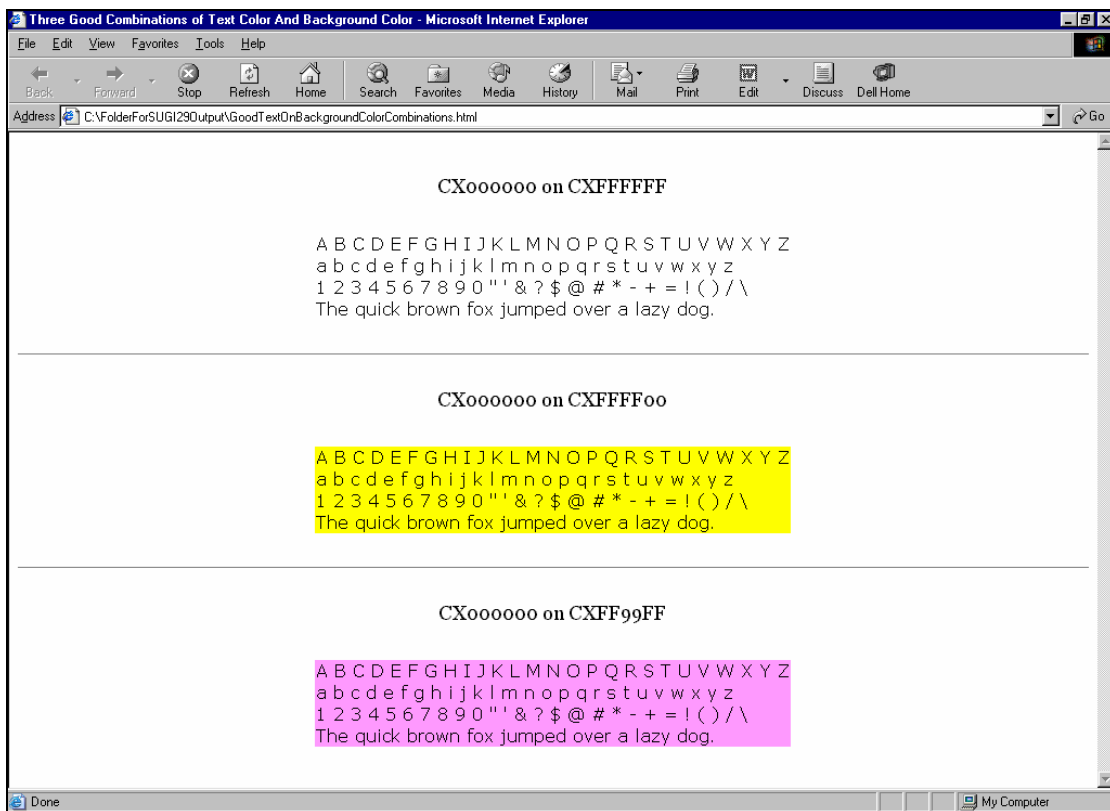 Three Good Combinations of Text Color And Background Color - Microsoft Internet Explorer
File Edit View Favorites Tools Help
Back Forward Stop Refresh Home Search Favorites Media History Mail Print Edit Discuss Dell Home
Address C:\FolderForSUGI29Output\GoodTextOnBackgroundColorCombinations.html Go
CX000000 on CXFFFFFF
A B C D E F G H I J K L M N O P Q R S T U V W X Y Z
a b c d e f g h i j k l m n o p q r s t u v w x y z
1 2 3 4 5 6 7 8 9 0 " ' & ? $ @ # * - + = ! ( ) / \
The quick brown fox jumped over a lazy dog.
CX000000 on CXFFFF00
A B C D E F G H I J K L M N O P Q R S T U V W X Y Z
a b c d e f g h i j k l m n o p q r s t u v w x y z
1 2 3 4 5 6 7 8 9 0 " ' & ? $ @ # * - + = ! ( ) / \
The quick brown fox jumped over a lazy dog.
CX000000 on CXFF99FF
A B C D E F G H I J K L M N O P Q R S T U V W X Y Z
a b c d e f g h i j k l m n o p q r s t u v w x y z
1 2 3 4 5 6 7 8 9 0 " ' & ? $ @ # * - + = ! ( ) / \
The quick brown fox jumped over a lazy dog.
Done My Computer